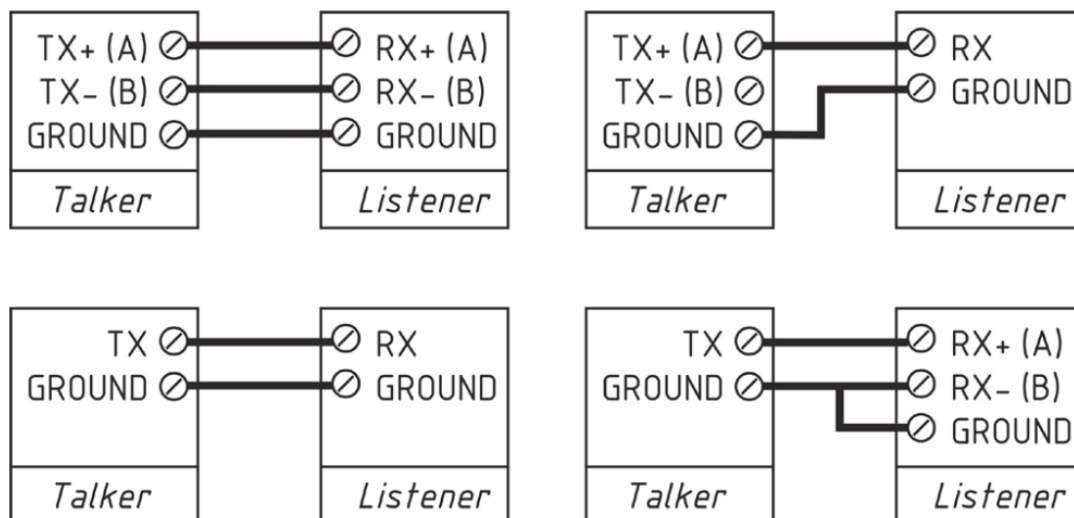 TX+ (A)
TX- (B)
GROUND
Talker
RX+ (A)
RX- (B)
GROUND
Listener
TX+ (A)
TX- (B)
GROUND
Talker
RX
GROUND
Listener
TX
GROUND
Talker
RX
GROUND
Listener
TX
GROUND
Talker
RX+ (A)
RX- (B)
GROUND
Listener